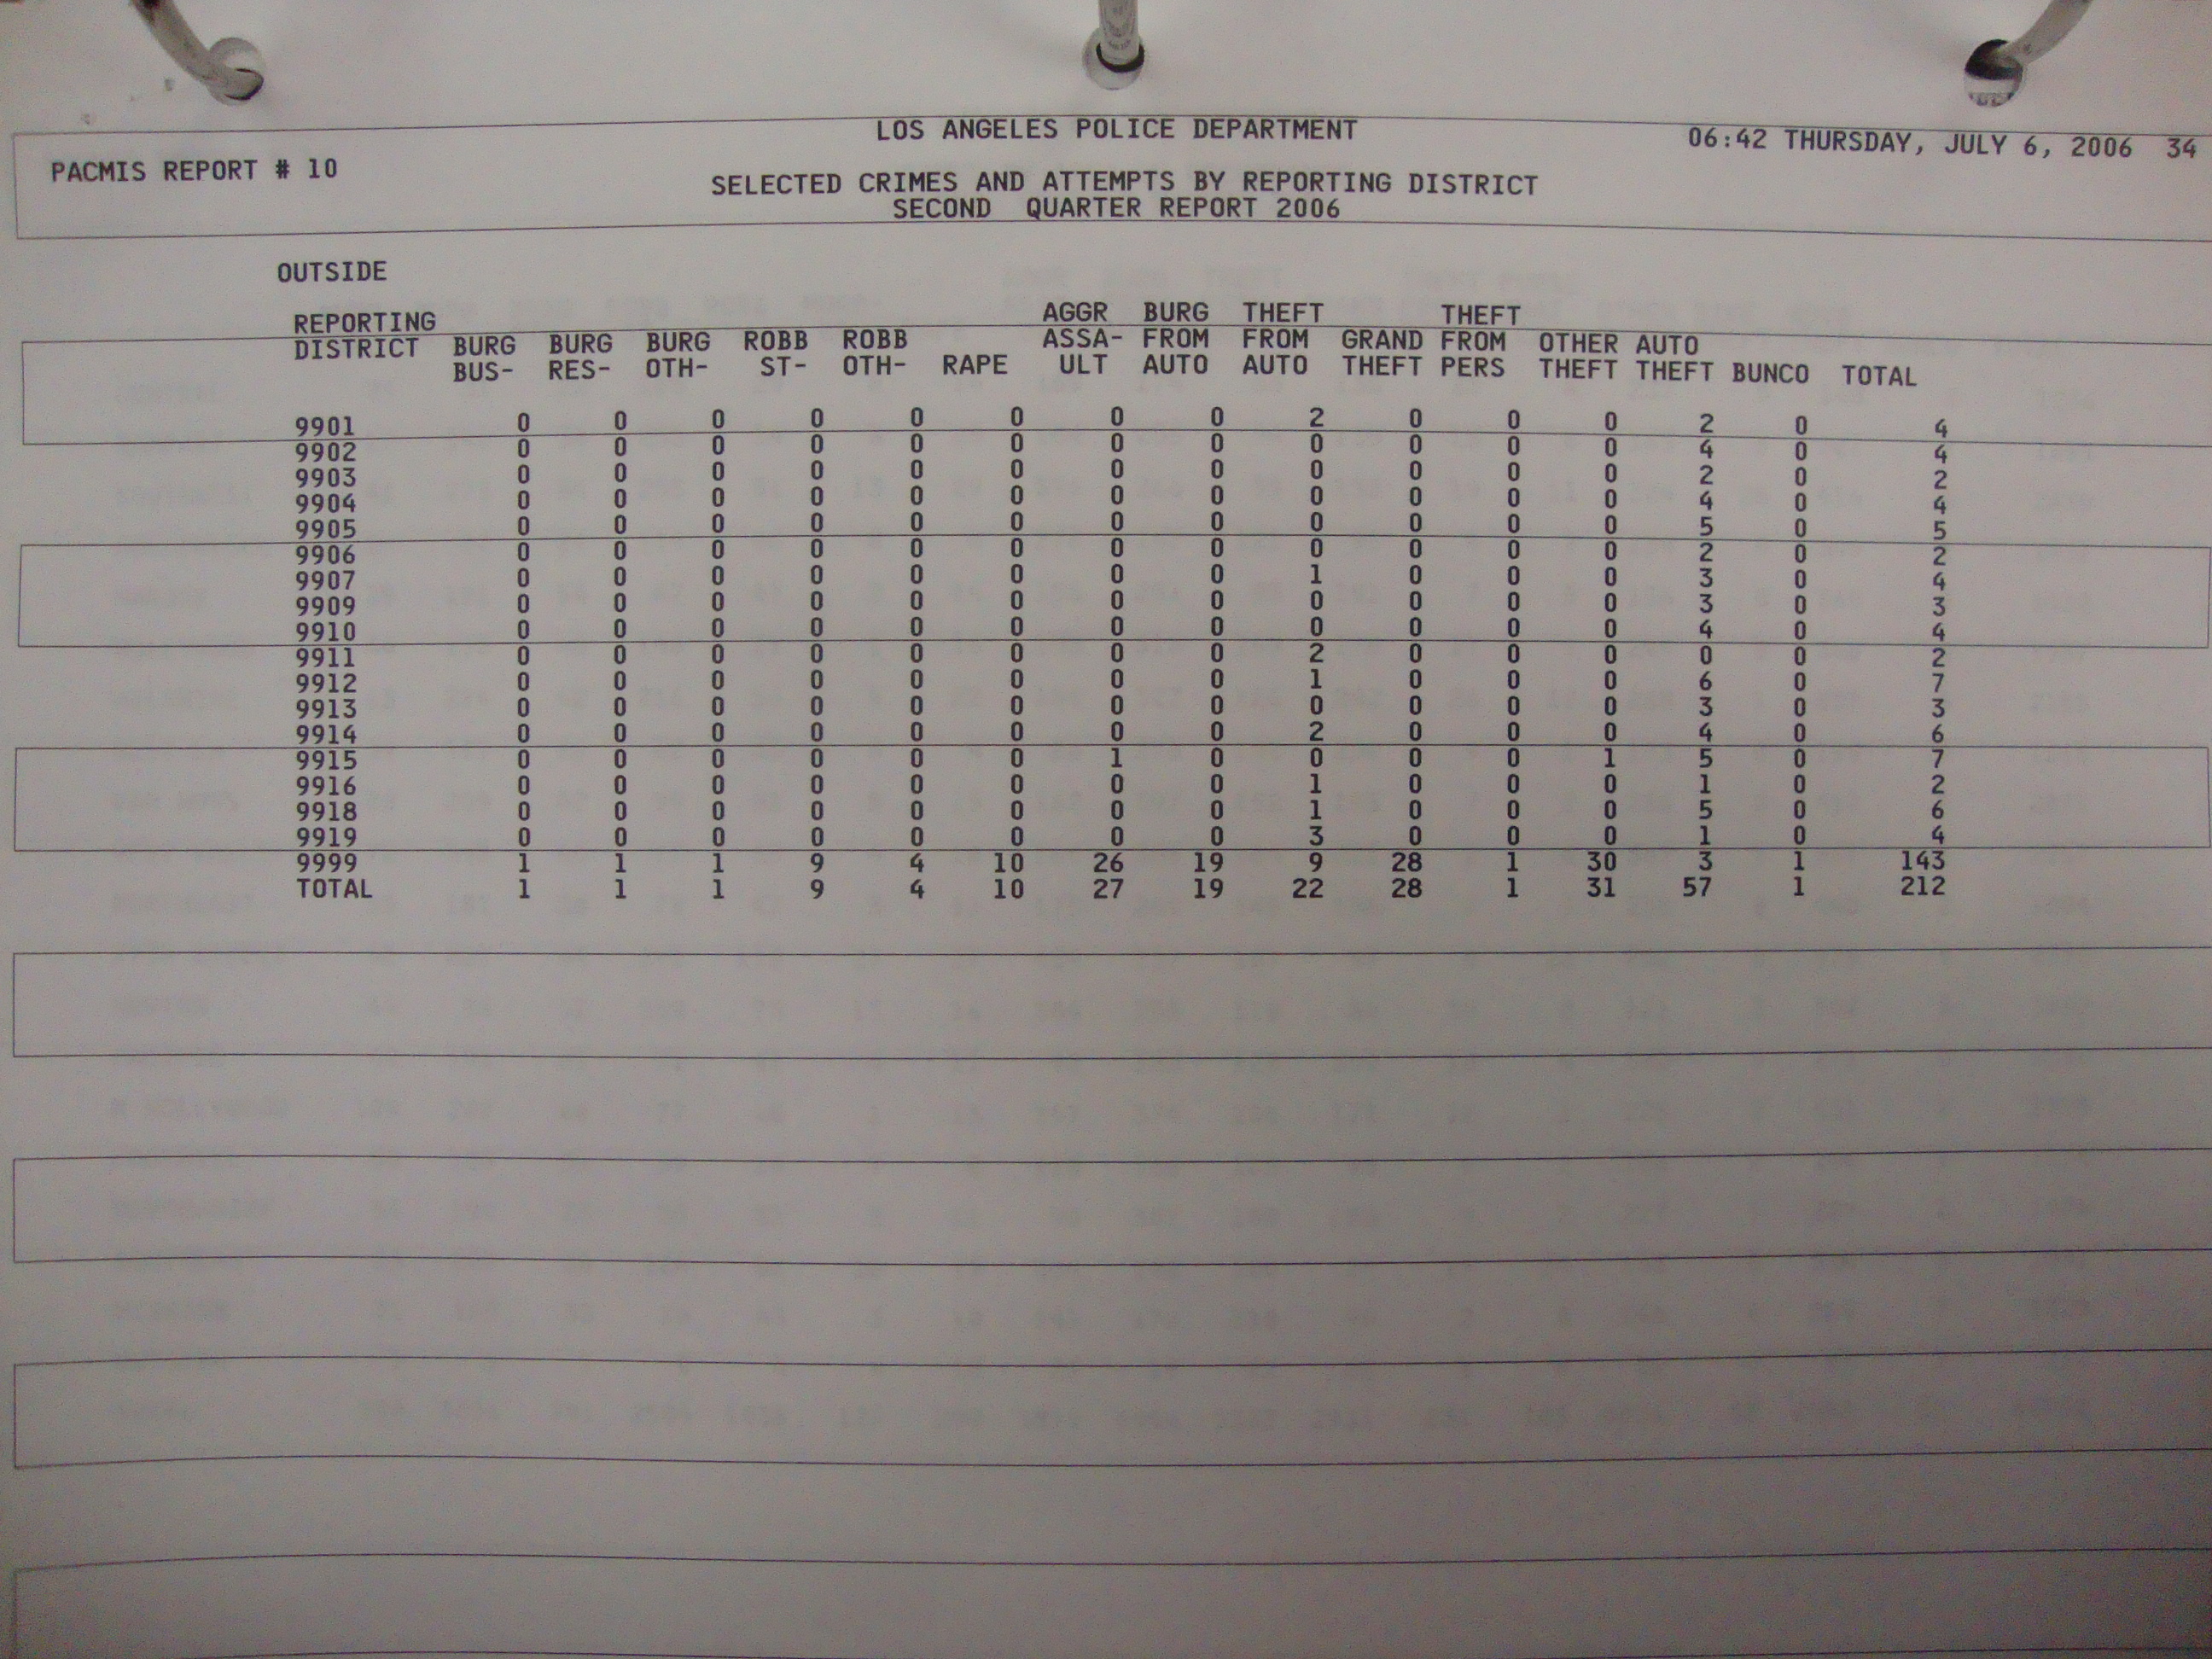 LOS ANGELES POLICE DEPARTMENT 06:42 THURSDAY, JULY 6, 2006 34
PACMIS REPORT # 10
SELECTED CRIMES AND ATTEMPTS BY REPORTING DISTRICT
SECOND QUARTER REPORT 2006
OUTSIDE
AGGR BURG THEFT THEFT
REPORTING ASSA- FROM FROM GRAND FROM OTHER AUTO
DISTRICT BURG BURG BURG ROBB ROBB
BUS- RES- OTH- ST- OTH- RAPE ULT AUTO AUTO THEFT PERS THEFT THEFT BUNCO TOTAL
9901 0 0 0 0 0 0 0 0 2 0 0 0 2 0 4
9902 0 0 0 0 0 0 0 0 0 0 0 0 4 0 4
9903 0 0 0 0 0 0 0 0 0 0 0 0 2 0 2
9904 0 0 0 0 0 0 0 0 0 0 0 0 4 0 4
9905 0 0 0 0 0 0 0 0 0 0 0 0 5 0 5
9906 0 0 0 0 0 0 0 0 0 0 0 0 2 0 2
9907 0 0 0 0 0 0 0 0 1 0 0 0 3 0 4
9909 0 0 0 0 0 0 0 0 0 0 0 0 3 0 3
9910 0 0 0 0 0 0 0 0 0 0 0 0 4 0 4
9911 0 0 0 0 0 0 0 0 2 0 0 0 0 0 2
9912 0 0 0 0 0 0 0 0 1 0 0 0 6 0 7
9913 0 0 0 0 0 0 0 0 0 0 0 0 3 0 3
9914 0 0 0 0 0 0 0 0 2 0 0 0 4 0 6
9915 0 0 0 0 0 0 1 0 0 0 0 1 5 0 7
9916 0 0 0 0 0 0 0 0 1 0 0 0 1 0 2
9918 0 0 0 0 0 0 0 0 1 0 0 0 5 0 6
9919 0 0 0 0 0 0 0 0 3 0 0 0 1 0 4
9999 1 1 1 9 4 10 26 19 9 28 1 30 3 1 143
TOTAL 1 1 1 9 4 10 27 19 22 28 1 31 57 1 212